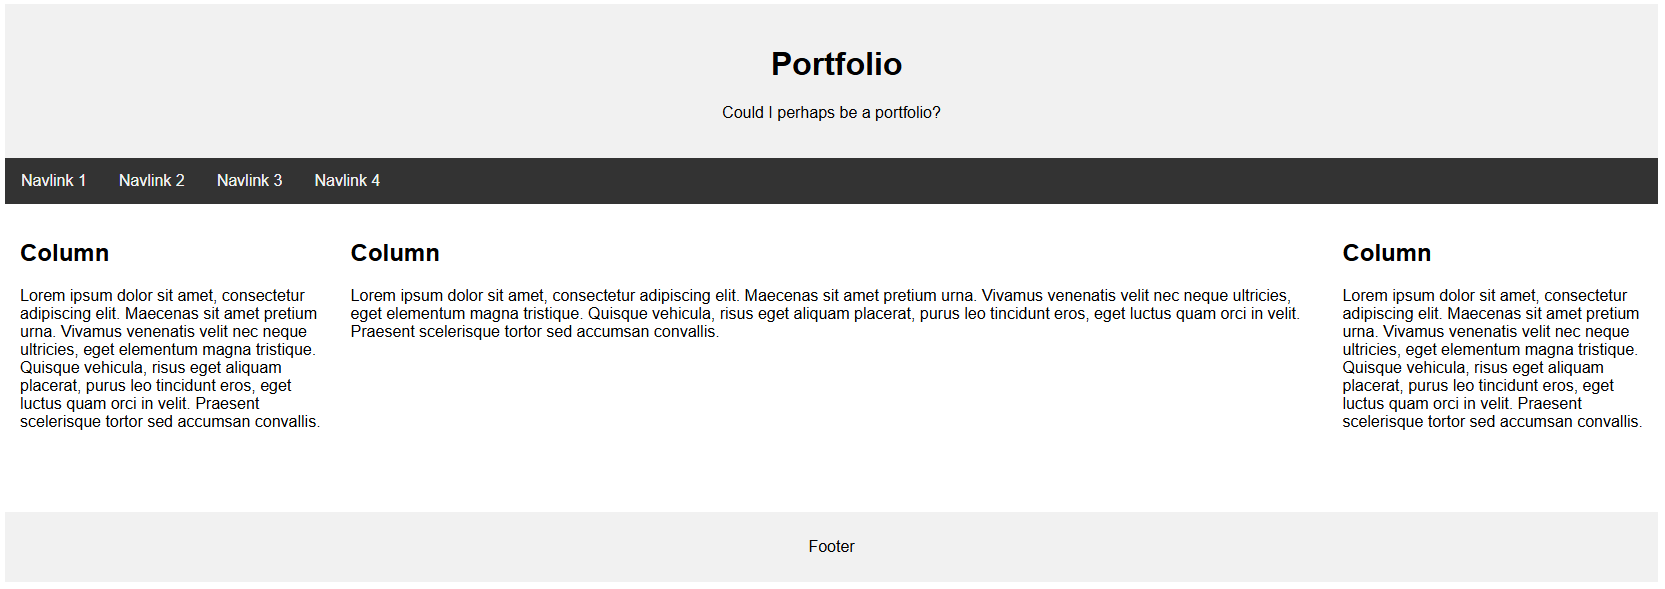 Portfolio
Could I perhaps be a portfolio?
Navlink 1 Navlink 2 Navlink 3 Navlink 4
Column
Lorem ipsum dolor sit amet, consectetur
adipiscing elit. Maecenas sit amet pretium
urna. Vivamus venenatis velit nec neque
ultricies, eget elementum magna tristique.
Quisque vehicula, risus eget aliquam
placerat, purus leo tincidunt eros, eget
luctus quam orci in velit. Praesent
scelerisque tortor sed accumsan convallis.
Column
Lorem ipsum dolor sit amet, consectetur adipiscing elit. Maecenas sit amet pretium urna. Vivamus venenatis velit nec neque ultricies,
eget elementum magna tristique. Quisque vehicula, risus eget aliquam placerat, purus leo tincidunt eros, eget luctus quam orci in velit.
Praesent scelerisque tortor sed accumsan convallis.
Column
Lorem ipsum dolor sit amet, consectetur
adipiscing elit. Maecenas sit amet pretium
urna. Vivamus venenatis velit nec neque
ultricies, eget elementum magna tristique.
Quisque vehicula, risus eget aliquam
placerat, purus leo tincidunt eros, eget
luctus quam orci in velit. Praesent
scelerisque tortor sed accumsan convallis.
Footer